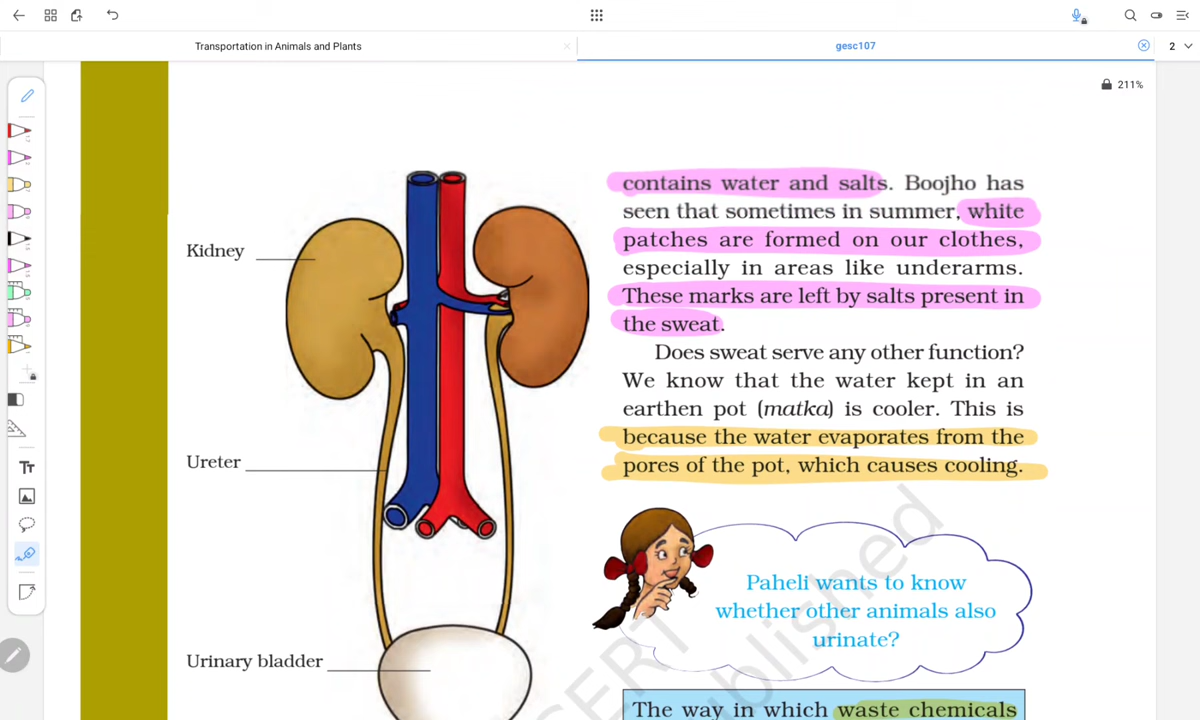 Transportation in Animals and Plants
gesc107
2
211%
Kidney
Ureter
Urinary bladder
contains water and salts. Boojho has
seen that sometimes in summer, white
patches are formed on our clothes,
especially in areas like underarms.
These marks are left by salts present in
the sweat.
Does sweat serve any other function?
We know that the water kept in an
earthen pot (matka) is cooler. This is
because the water evaporates from the
pores of the pot, which causes cooling.
Paheli wants to know
whether other animals also
urinate?
The way in which waste chemicals